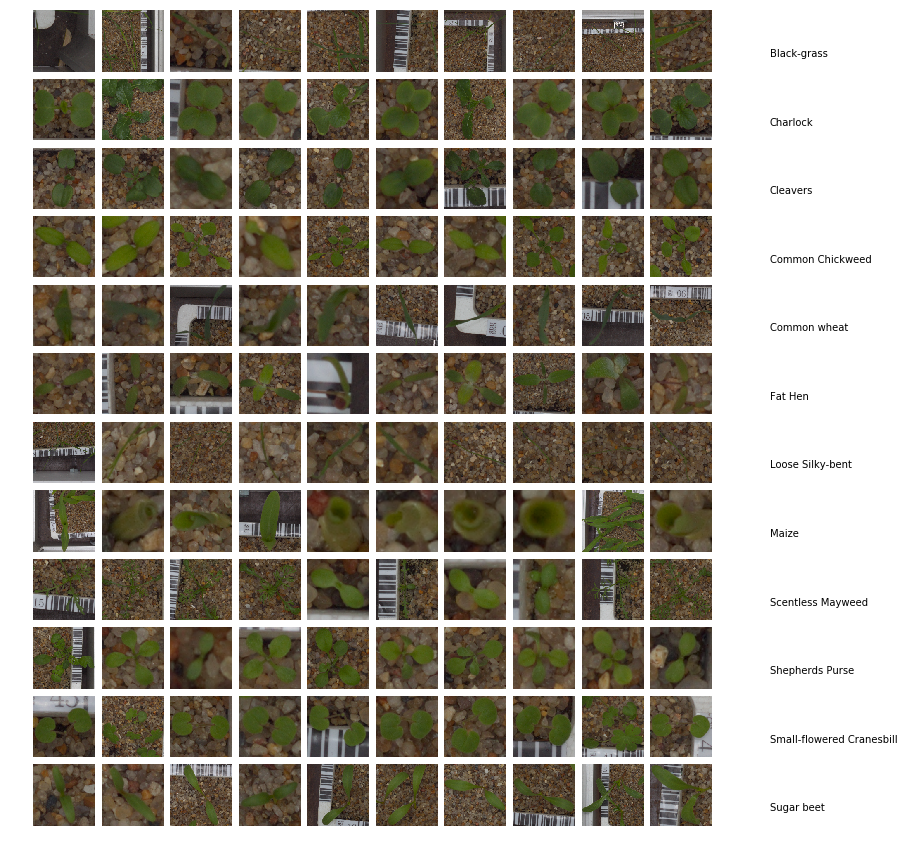 Black-grass
Charlock
Cleavers
Common Chickweed
Common wheat
Fat Hen
Loose Silky-bent
Maize
Scentless Mayweed
Shepherds Purse
Small-flowered Cranesbill
Sugar beet